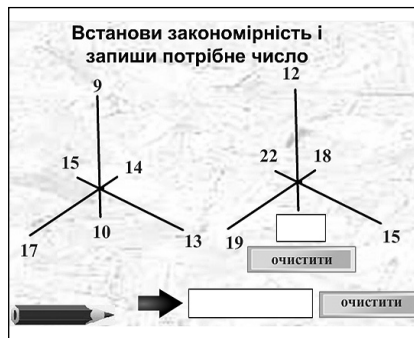 Встанови закономірність і
запиши потрібне число
9
12
15
14
22
18
17
10
13
19
15
очистити
очистити